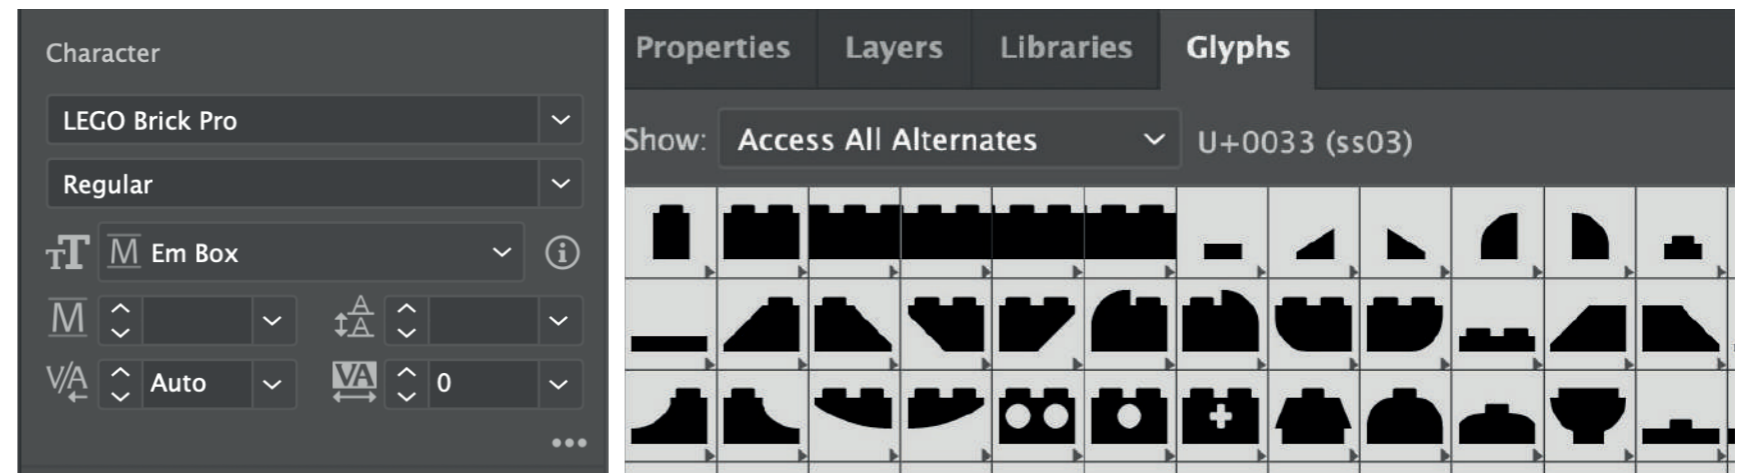 Character
LEGO Brick Pro
Regular
Em Box
Auto
0
Properties
Layers
Libraries
Glyphs
Show:
Access All Alternates
U+0033 (ss03)